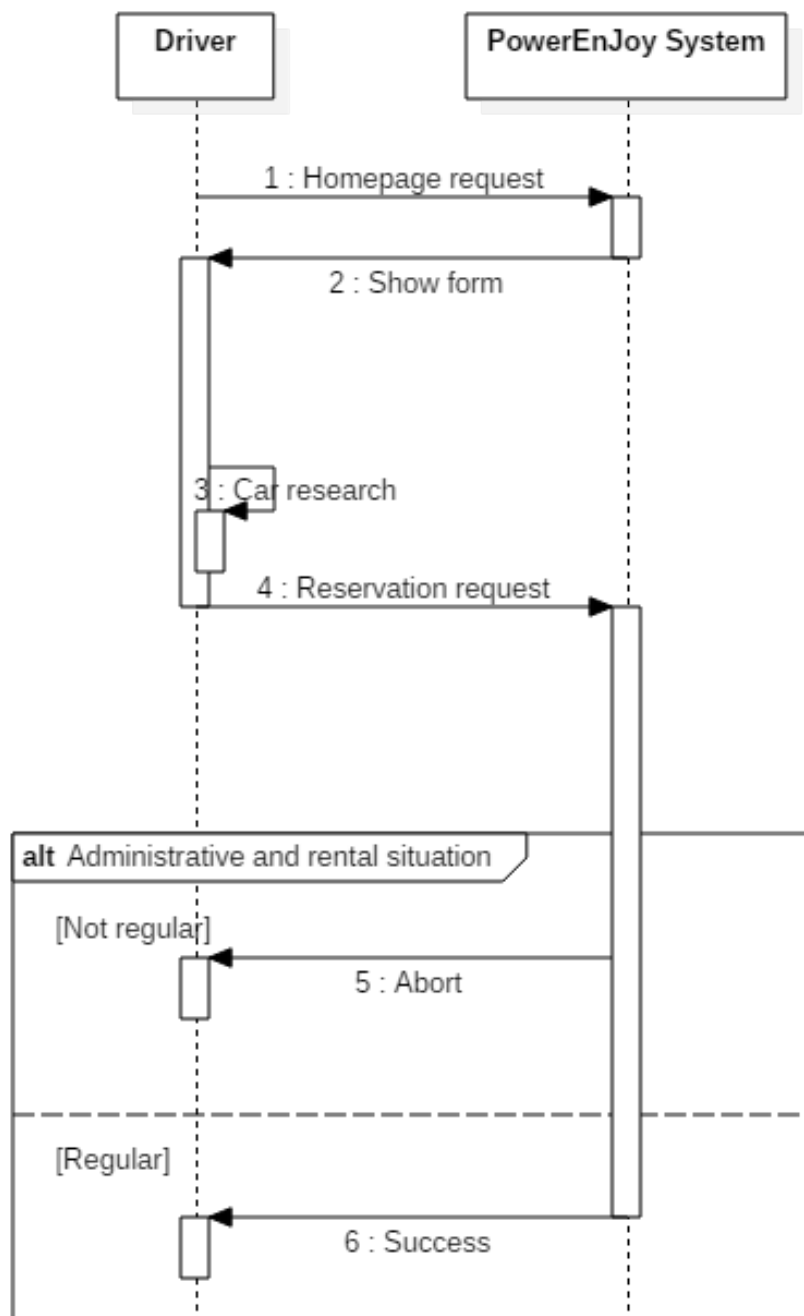 Driver
PowerEnJoy System
1 : Homepage request
2 : Show form
3 : Car research
4 : Reservation request
alt Administrative and rental situation
[Not regular]
5 : Abort
[Regular]
6 : Success